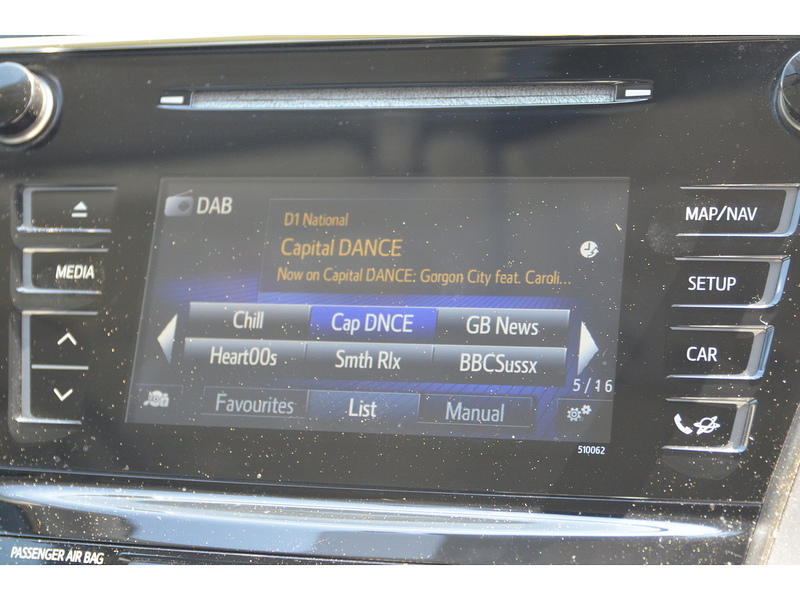 DAB
D1 National
Capital DANCE
Now on Capital DANCE: Gorgon City feat. Caroli...
Chill Cap DNCE GB News
Heart00s Smth Rlx BBCSussx
5 / 16
Favourites List Manual
510062
MEDIA
MAP/NAV
SETUP
CAR
PASSENGER AIR BAG